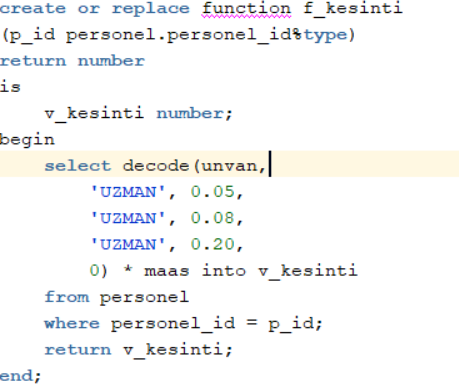 create or replace function f_kesinti
(p_id personel.personel_id%type)
return number
is
    v_kesinti number;
begin
    select decode(unvan,
        'UZMAN', 0.05,
        'UZMAN', 0.08,
        'UZMAN', 0.20,
        0) * maas into v_kesinti
    from personel
    where personel_id = p_id;
    return v_kesinti;
end;